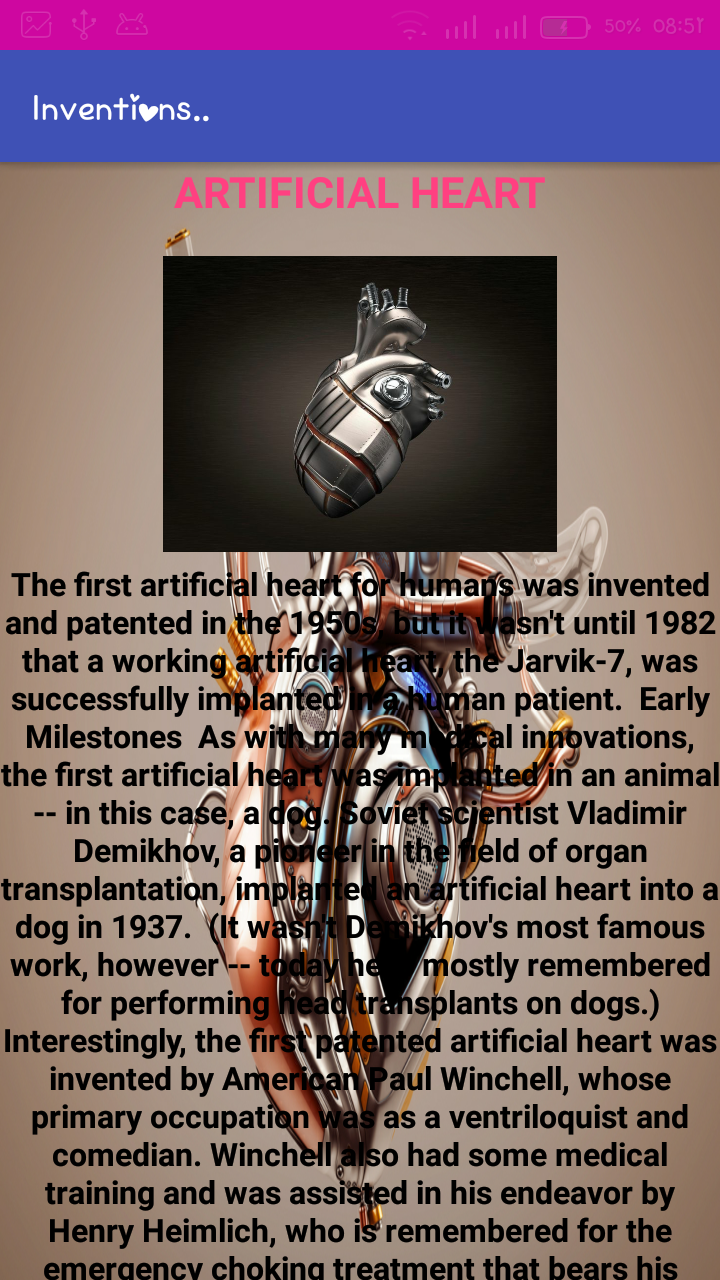 50% 08:51
Inventions..
ARTIFICIAL HEART
The first artificial heart for humans was invented
and patented in the 1950s, but it wasn't until 1982
that a working artificial heart, the Jarvik-7, was
successfully implanted in a human patient.  Early
Milestones  As with many medical innovations,
the first artificial heart was implanted in an animal
-- in this case, a dog. Soviet scientist Vladimir
Demikhov, a pioneer in the field of organ
transplantation, implanted an artificial heart into a
dog in 1937.  (It wasn't Demikhov's most famous
work, however -- today he's mostly remembered
for performing head transplants on dogs.)
Interestingly, the first patented artificial heart was
invented by American Paul Winchell, whose
primary occupation was as a ventriloquist and
comedian. Winchell also had some medical
training and was assisted in his endeavor by
Henry Heimlich, who is remembered for the
emergency choking treatment that bears his